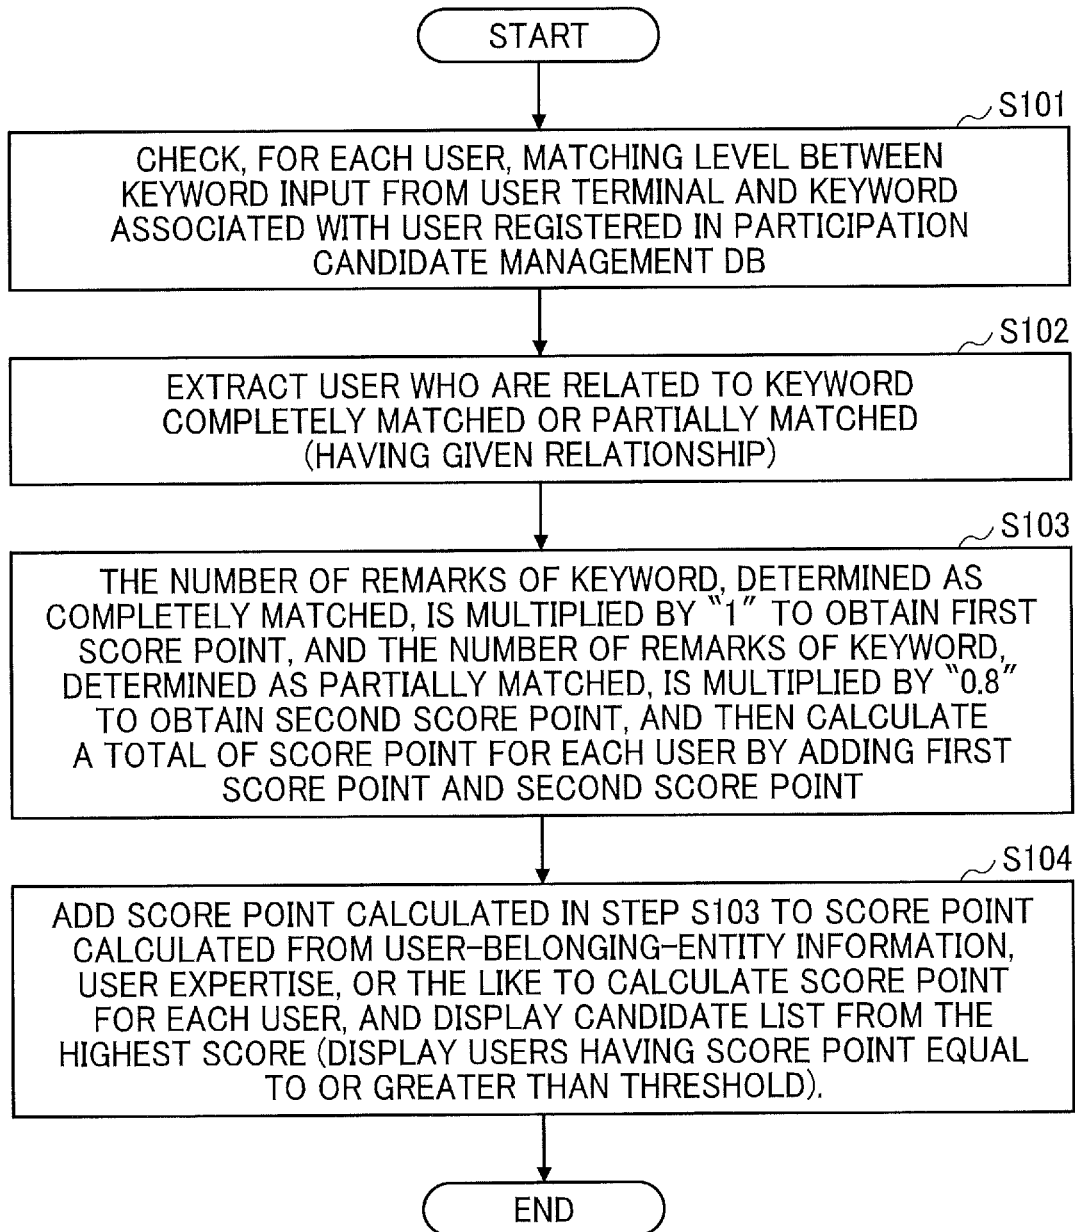 START
S101
CHECK, FOR EACH USER, MATCHING LEVEL BETWEEN
KEYWORD INPUT FROM USER TERMINAL AND KEYWORD
ASSOCIATED WITH USER REGISTERED IN PARTICIPATION
CANDIDATE MANAGEMENT DB
S102
EXTRACT USER WHO ARE RELATED TO KEYWORD
COMPLETELY MATCHED OR PARTIALLY MATCHED
(HAVING GIVEN RELATIONSHIP)
S103
THE NUMBER OF REMARKS OF KEYWORD, DETERMINED AS
COMPLETELY MATCHED, IS MULTIPLIED BY “1” TO OBTAIN FIRST
SCORE POINT, AND THE NUMBER OF REMARKS OF KEYWORD,
DETERMINED AS PARTIALLY MATCHED, IS MULTIPLIED BY “0.8”
TO OBTAIN SECOND SCORE POINT, AND THEN CALCULATE
A TOTAL OF SCORE POINT FOR EACH USER BY ADDING FIRST
SCORE POINT AND SECOND SCORE POINT
S104
ADD SCORE POINT CALCULATED IN STEP S103 TO SCORE POINT
CALCULATED FROM USER-BELONGING-ENTITY INFORMATION,
USER EXPERTISE, OR THE LIKE TO CALCULATE SCORE POINT
FOR EACH USER, AND DISPLAY CANDIDATE LIST FROM THE
HIGHEST SCORE (DISPLAY USERS HAVING SCORE POINT EQUAL
TO OR GREATER THAN THRESHOLD).
END